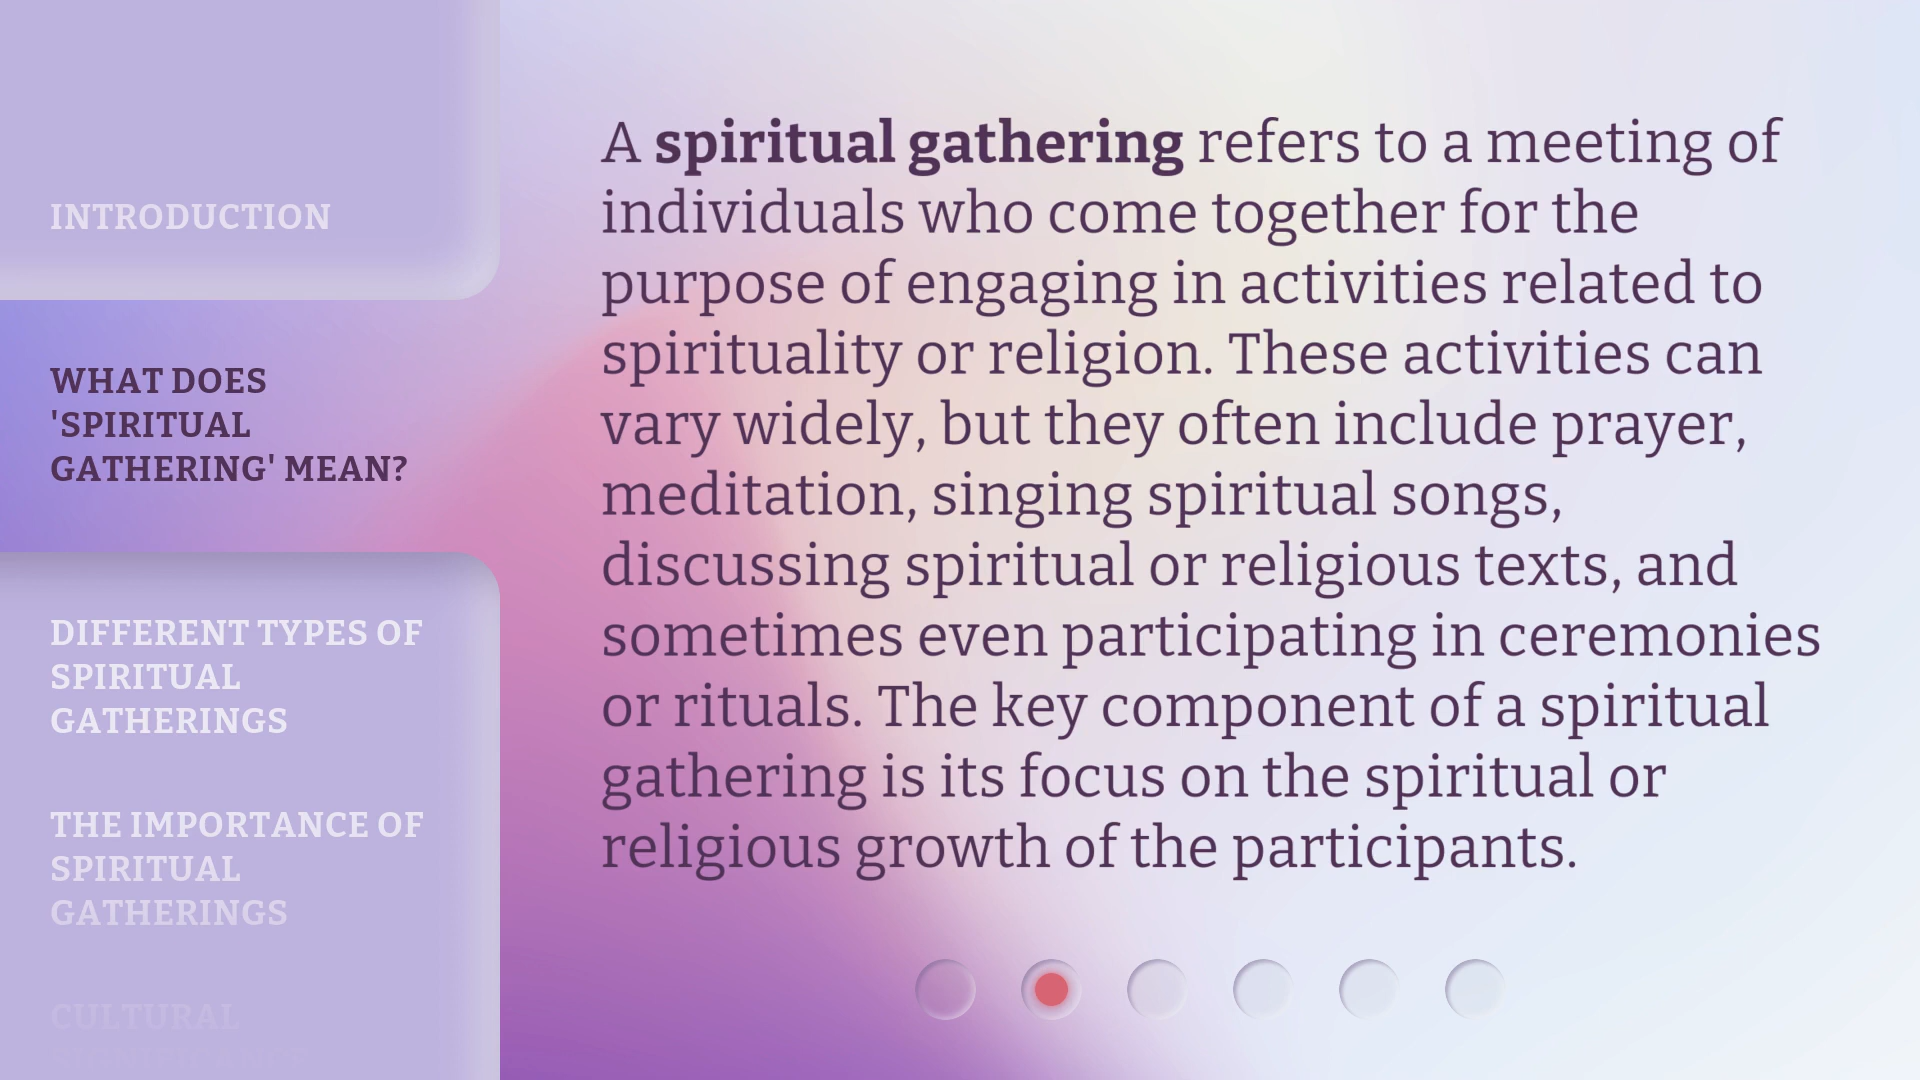 INTRODUCTION
WHAT DOES
'SPIRITUAL
GATHERING' MEAN?
DIFFERENT TYPES OF
SPIRITUAL
GATHERINGS
THE IMPORTANCE OF
SPIRITUAL
GATHERINGS
CULTURAL
SIGNIFICANCE
A spiritual gathering refers to a meeting of
individuals who come together for the
purpose of engaging in activities related to
spirituality or religion. These activities can
vary widely, but they often include prayer,
meditation, singing spiritual songs,
discussing spiritual or religious texts, and
sometimes even participating in ceremonies
or rituals. The key component of a spiritual
gathering is its focus on the spiritual or
religious growth of the participants.